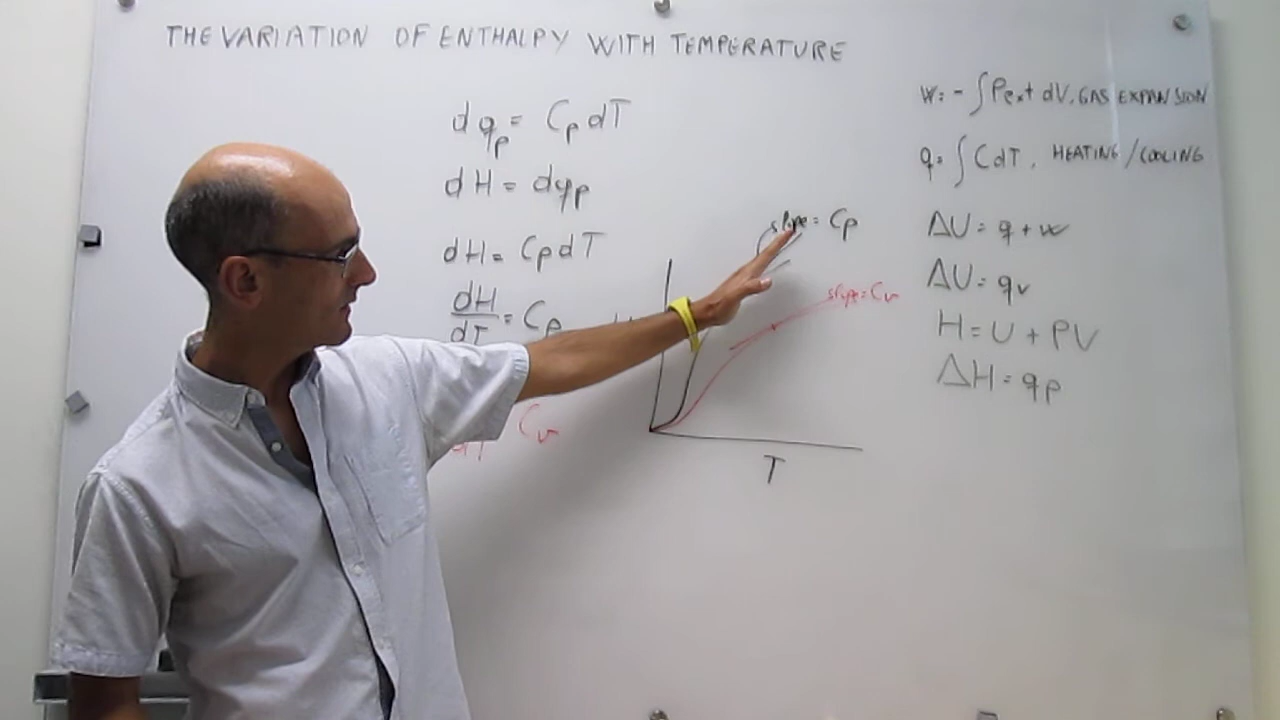 THE VARIATION OF ENTHALPY WITH TEMPERATURE
dq_p = C_p dT
dH = dq_p
dH = C_p dT
dH/dT = C_p
C_v
slope = C_p
slope = C_v
T
w = - ∫ P_ext dV, GAS EXPANSION
q = ∫ C dT, HEATING / COOLING
ΔU = q + w
ΔU = q_v
H = U + PV
ΔH = q_p